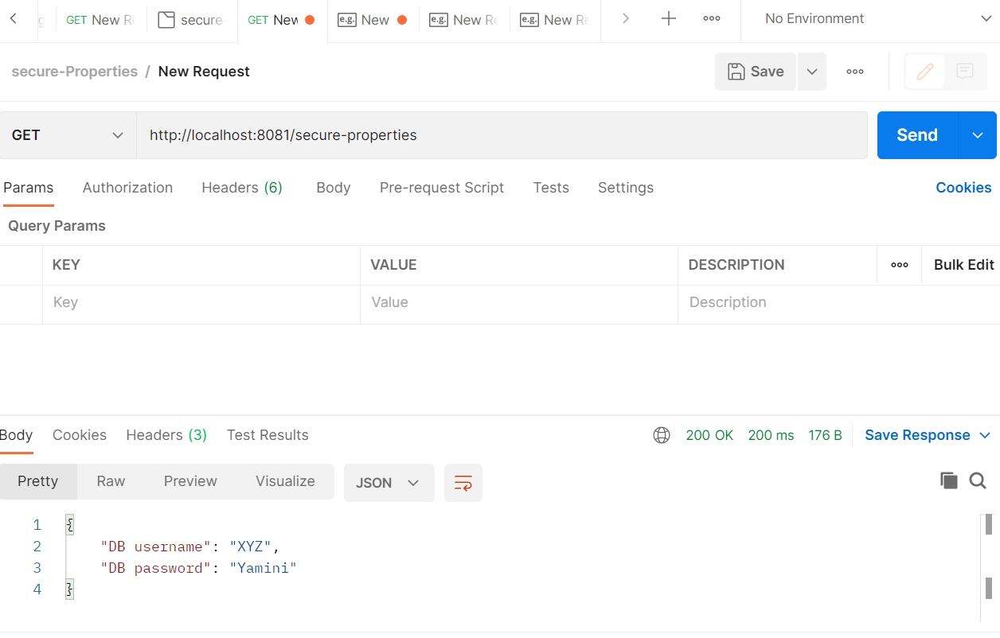 GET New Re
secure-
GET New
e.g. New
e.g. New Re
e.g. New Re
No Environment
secure-Properties / New Request
Save
GET
http://localhost:8081/secure-properties
Send
Params Authorization Headers (6) Body Pre-request Script Tests Settings Cookies
Query Params
KEY VALUE DESCRIPTION Bulk Edit
Key Value Description
Body Cookies Headers (3) Test Results 200 OK 200 ms 176 B Save Response
Pretty Raw Preview Visualize JSON
1 {
2 "DB username": "XYZ",
3 "DB password": "Yamini"
4 }